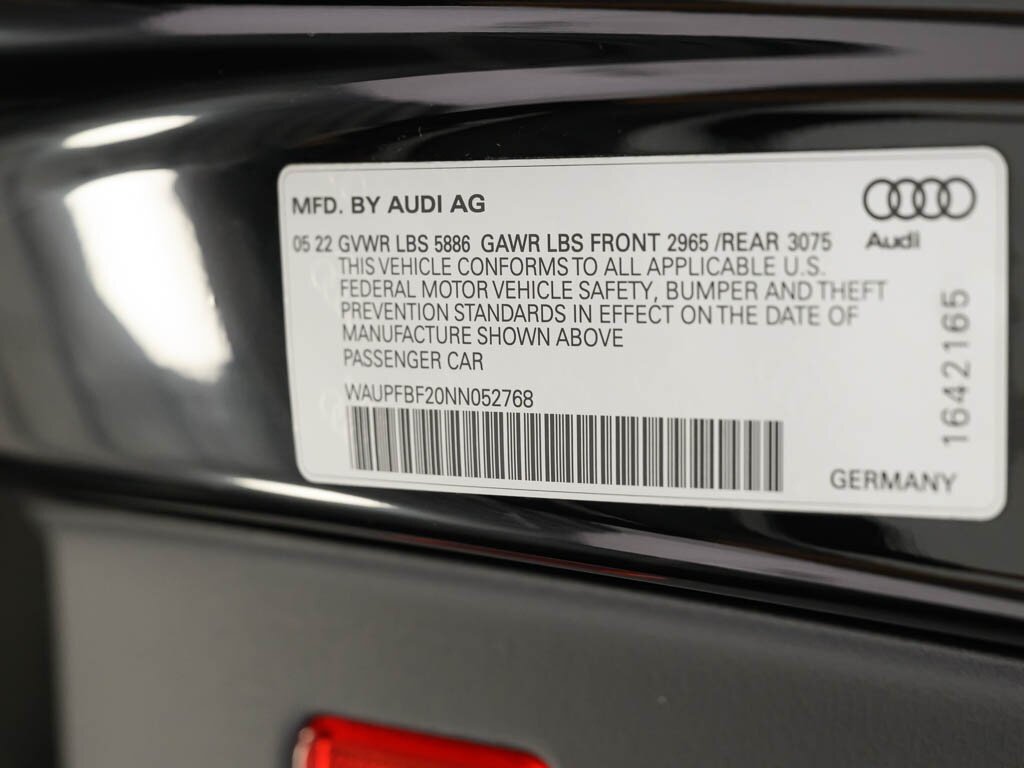 MFD. BY AUDI AG
Audi
05 22 GVWR LBS 5886 GAWR LBS FRONT 2965 /REAR 3075
THIS VEHICLE CONFORMS TO ALL APPLICABLE U.S.
FEDERAL MOTOR VEHICLE SAFETY, BUMPER AND THEFT
PREVENTION STANDARDS IN EFFECT ON THE DATE OF
MANUFACTURE SHOWN ABOVE
PASSENGER CAR
WAUPFBF20NN052768
1642165
GERMANY